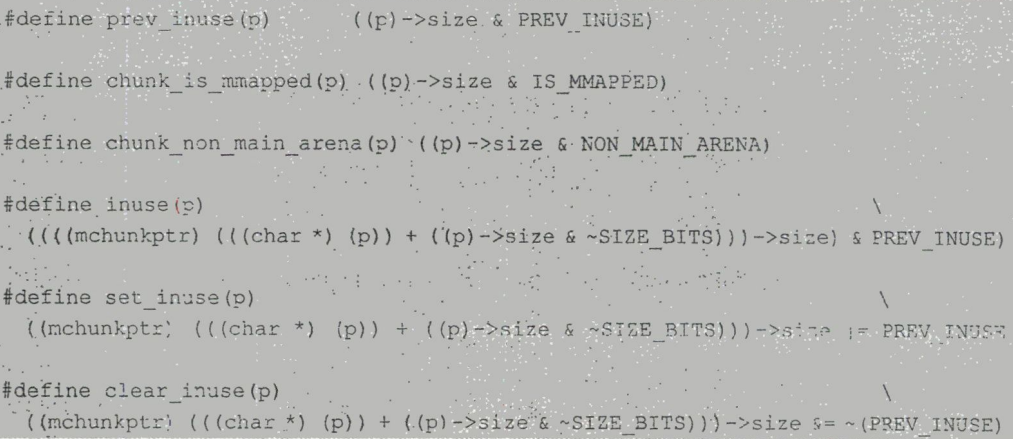 #define prev_inuse(p) ((p)->size & PREV_INUSE)
#define chunk_is_mmapped(p) ((p)->size & IS_MMAPPED)
#define chunk_non_main_arena(p) ((p)->size & NON_MAIN_ARENA)
#define inuse(p) \
((((mchunkptr) (((char *) (p)) + ((p)->size & ~SIZE_BITS)))->size) & PREV_INUSE)
#define set_inuse(p) \
((mchunkptr) (((char *) (p)) + ((p)->size & ~SIZE_BITS)))->size |= PREV_INUSE
#define clear_inuse(p) \
((mchunkptr) (((char *) (p)) + ((p)->size & ~SIZE_BITS)))->size &= ~(PREV_INUSE)